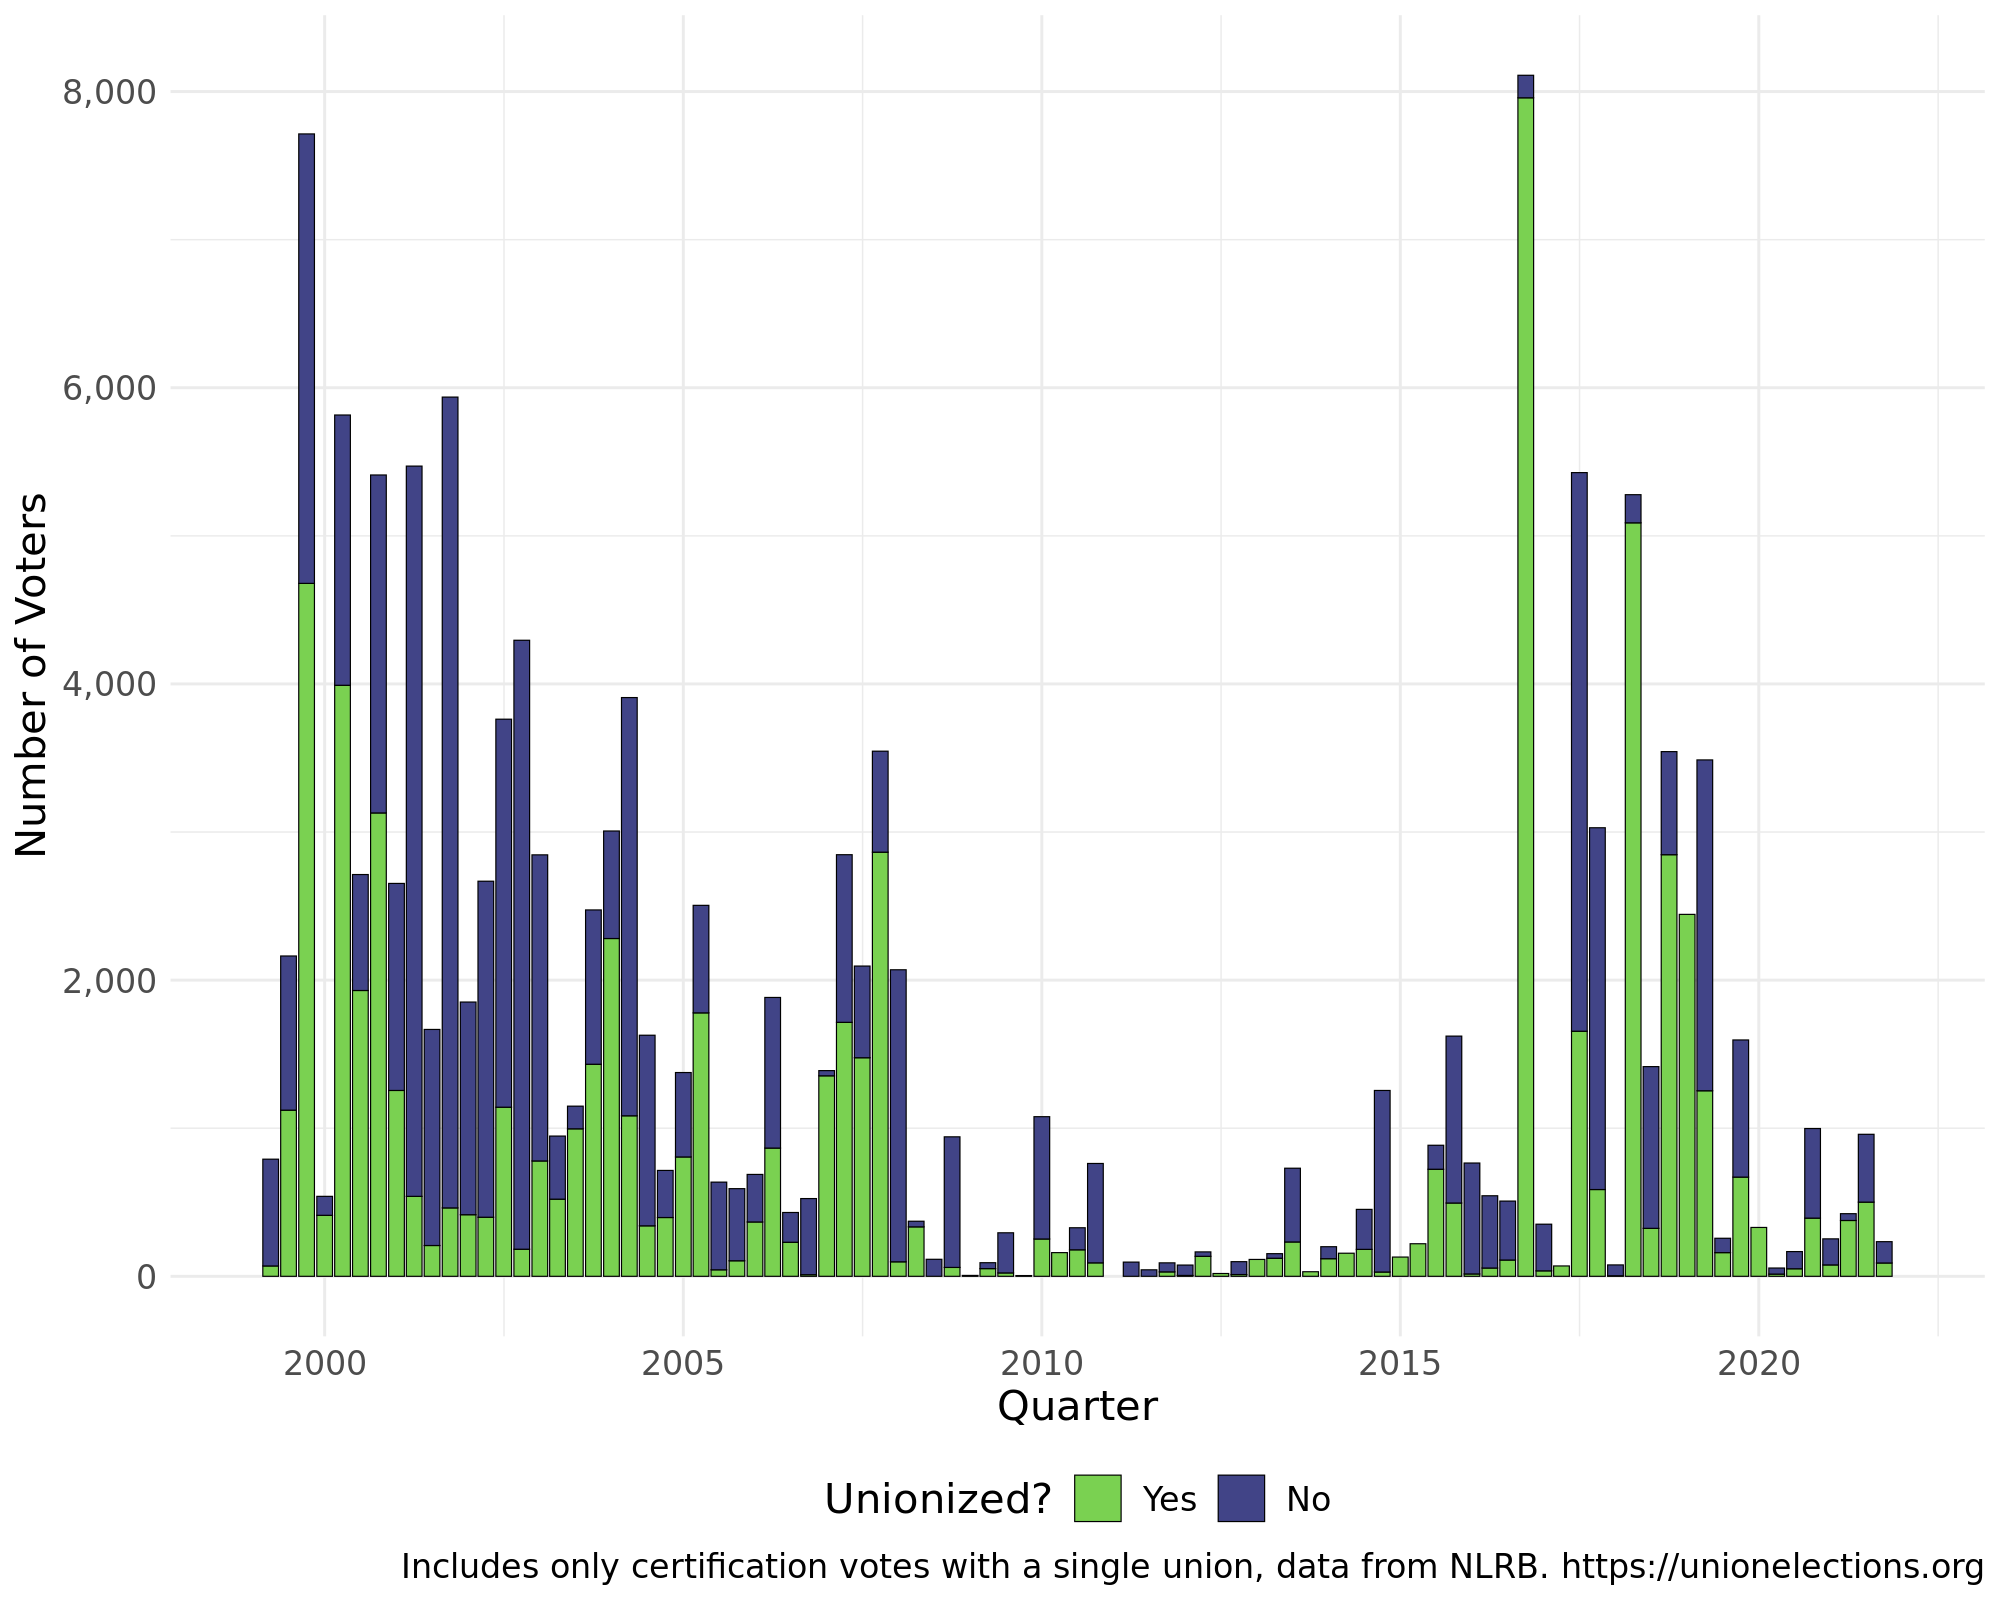 8,000
6,000
4,000
2,000
0
Number of Voters
2000 2005 2010 2015 2020
Quarter
Unionized? Yes No
Includes only certification votes with a single union, data from NLRB. https://unionelections.org